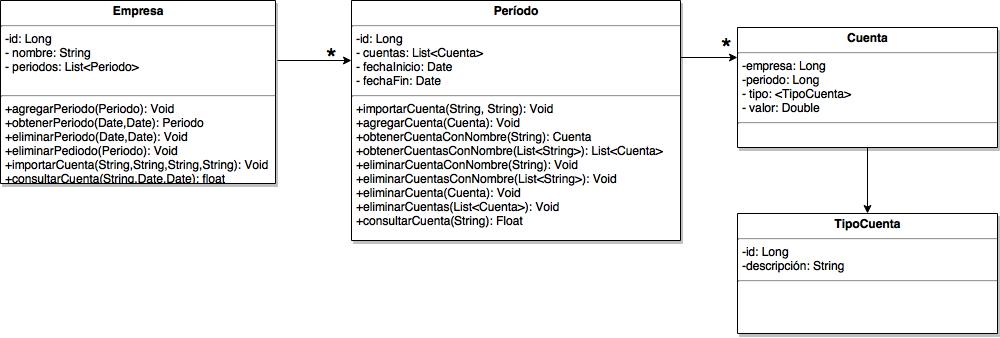 Empresa
-id: Long
- nombre: String
- periodos: List<Periodo>
+agregarPeriodo(Periodo): Void
+obtenerPeriodo(Date,Date): Periodo
+eliminarPeriodo(Date,Date): Void
+eliminarPediodo(Periodo): Void
+importarCuenta(String,String,String,String): Void
+consultarCuenta(String,Date,Date): float
*
Período
-id: Long
- cuentas: List<Cuenta>
- fechaInicio: Date
- fechaFin: Date
+importarCuenta(String, String): Void
+agregarCuenta(Cuenta): Void
+obtenerCuentaConNombre(String): Cuenta
+obtenerCuentasConNombre(List<String>): List<Cuenta>
+eliminarCuentaConNombre(String): Void
+eliminarCuentasConNombre(List<String>): Void
+eliminarCuenta(Cuenta): Void
+eliminarCuentas(List<Cuenta>): Void
+consultarCuenta(String): Float
*
Cuenta
-empresa: Long
-periodo: Long
- tipo: <TipoCuenta>
- valor: Double
TipoCuenta
-id: Long
-descripción: String